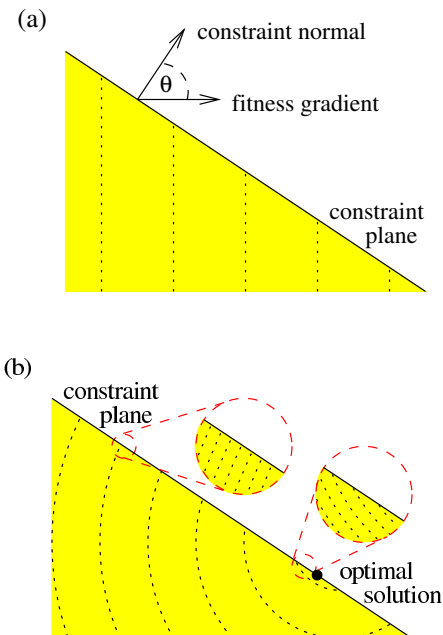 (a)
constraint normal
θ
fitness gradient
constraint
plane
(b)
constraint
plane
optimal
solution